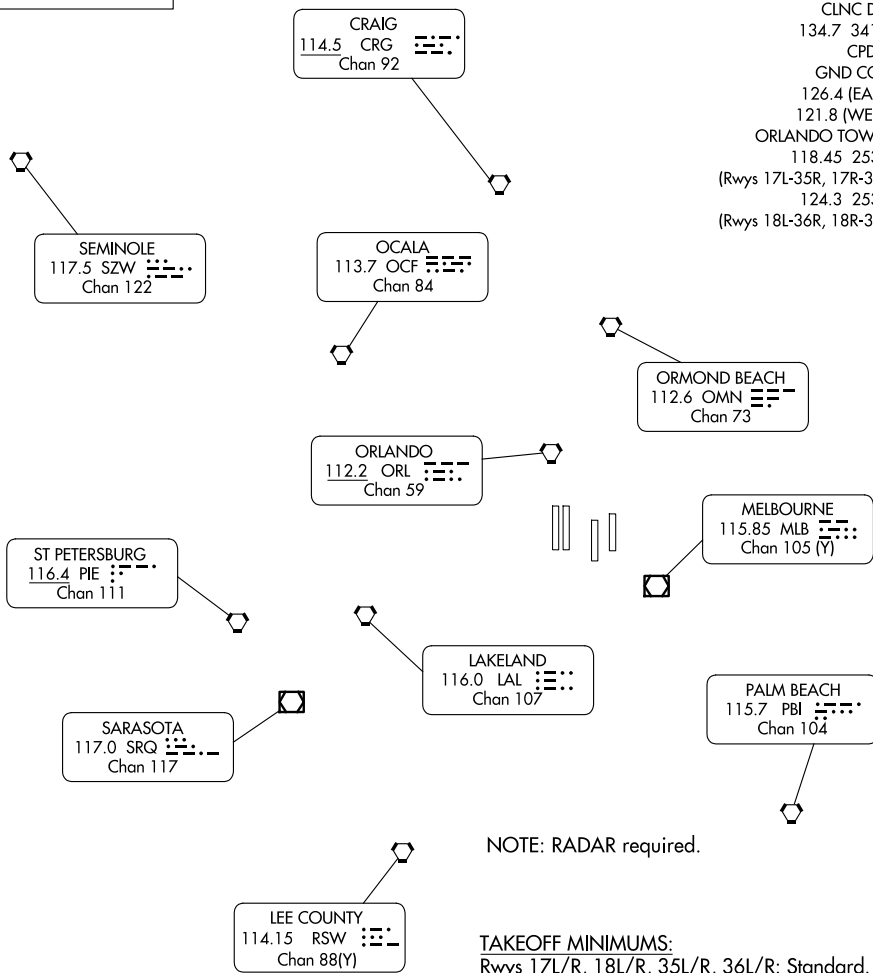 CRAIG
114.5 CRG
Chan 92
CLNC D
134.7 341
CPD
GND CO
126.4 (EA
121.8 (WE
ORLANDO TOW
118.45 253
(Rwys 17L-35R, 17R-3
124.3 253
(Rwys 18L-36R, 18R-3
SEMINOLE
117.5 SZW
Chan 122
OCALA
113.7 OCF
Chan 84
ORMOND BEACH
112.6 OMN
Chan 73
ORLANDO
112.2 ORL
Chan 59
MELBOURNE
115.85 MLB
Chan 105 (Y)
ST PETERSBURG
116.4 PIE
Chan 111
LAKELAND
116.0 LAL
Chan 107
PALM BEACH
115.7 PBI
Chan 104
SARASOTA
117.0 SRQ
Chan 117
NOTE: RADAR required.
LEE COUNTY
114.15 RSW
Chan 88(Y)
TAKEOFF MINIMUMS:
Rwys 17L/R, 18L/R, 35L/R, 36L/R: Standard.